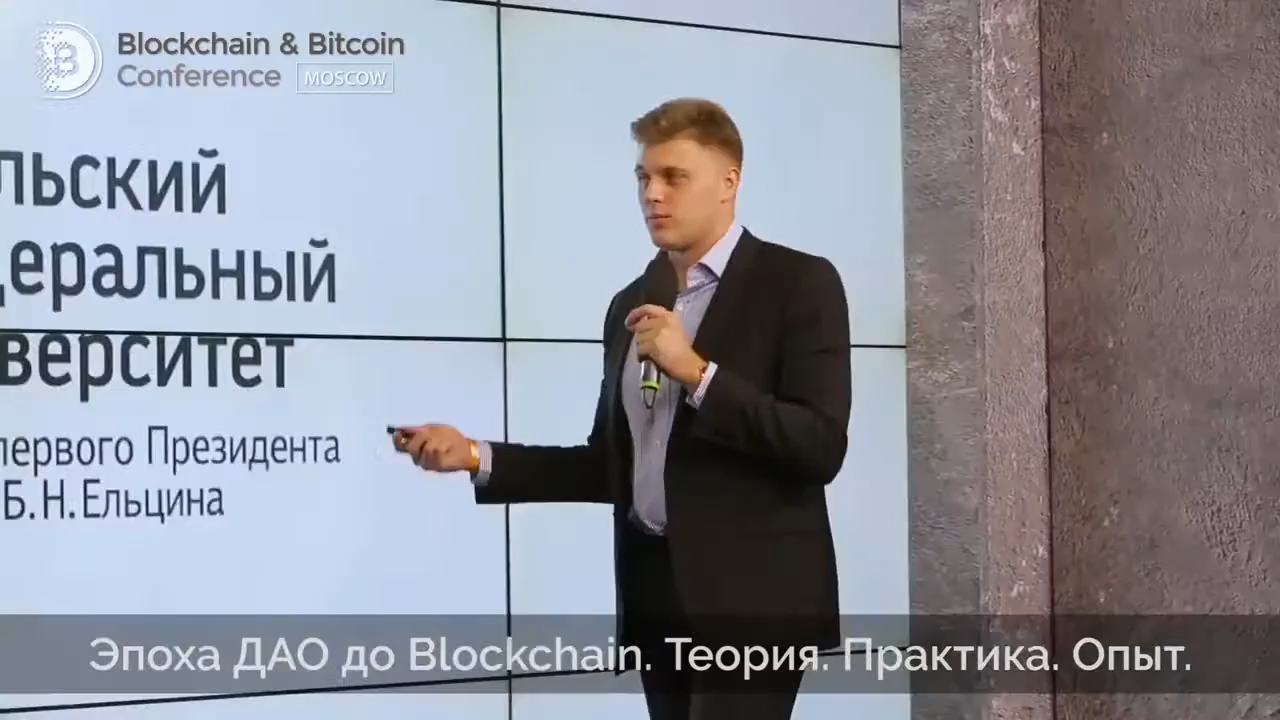 Blockchain & Bitcoin
Conference MOSCOW
льский
деральный
верситет
первого Президента
Б.Н.Ельцина
Эпоха ДАО до Blockchain. Теория. Практика. Опыт.